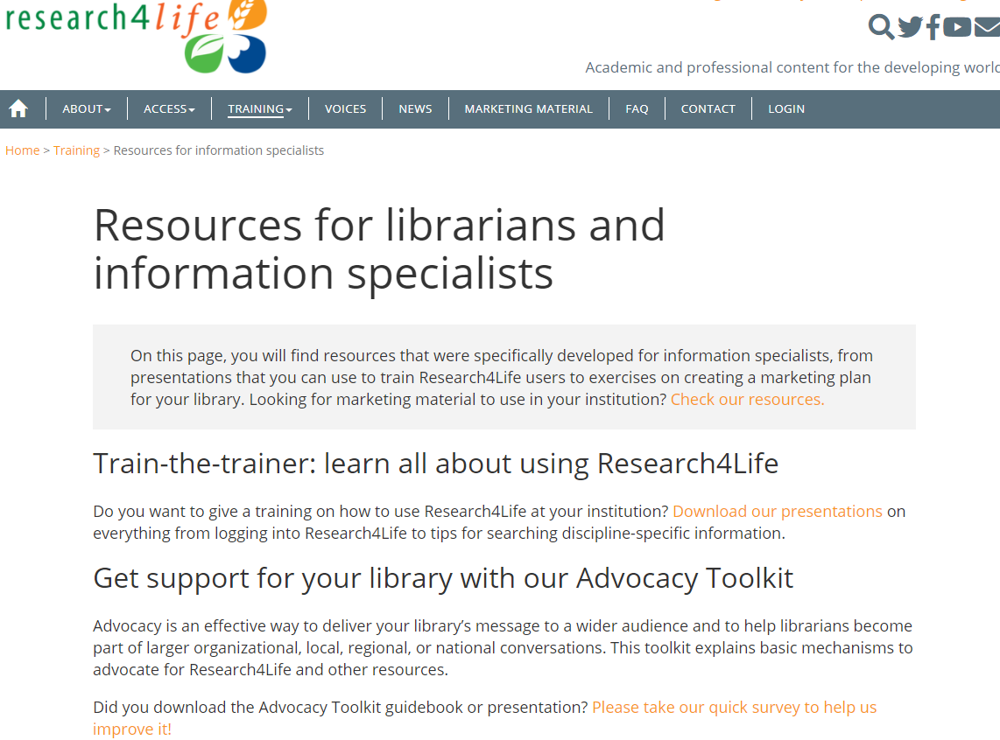 research4life
Academic and professional content for the developing world
ABOUT ACCESS TRAINING VOICES NEWS MARKETING MATERIAL FAQ CONTACT LOGIN
Home > Training > Resources for information specialists
Resources for librarians and
information specialists
On this page, you will find resources that were specifically developed for information specialists, from
presentations that you can use to train Research4Life users to exercises on creating a marketing plan
for your library. Looking for marketing material to use in your institution? Check our resources.
Train-the-trainer: learn all about using Research4Life
Do you want to give a training on how to use Research4Life at your institution? Download our presentations on
everything from logging into Research4Life to tips for searching discipline-specific information.
Get support for your library with our Advocacy Toolkit
Advocacy is an effective way to deliver your library’s message to a wider audience and to help librarians become
part of larger organizational, local, regional, or national conversations. This toolkit explains basic mechanisms to
advocate for Research4Life and other resources.
Did you download the Advocacy Toolkit guidebook or presentation? Please take our quick survey to help us
improve it!